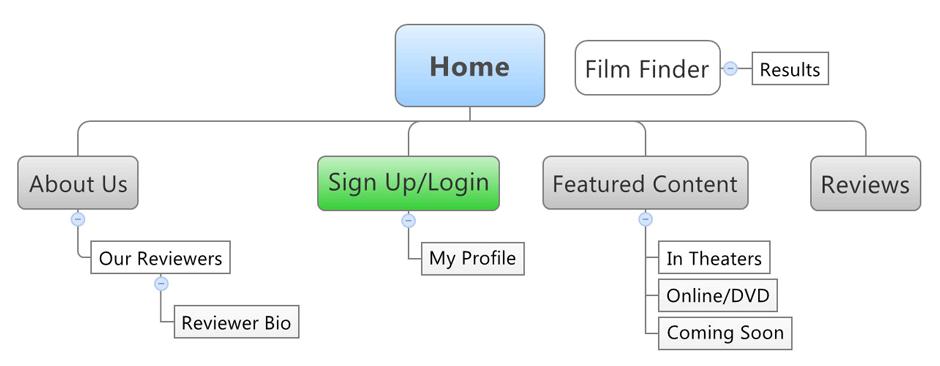 Home
Film Finder
Results
About Us
Sign Up/Login
Featured Content
Reviews
Our Reviewers
My Profile
In Theaters
Online/DVD
Reviewer Bio
Coming Soon